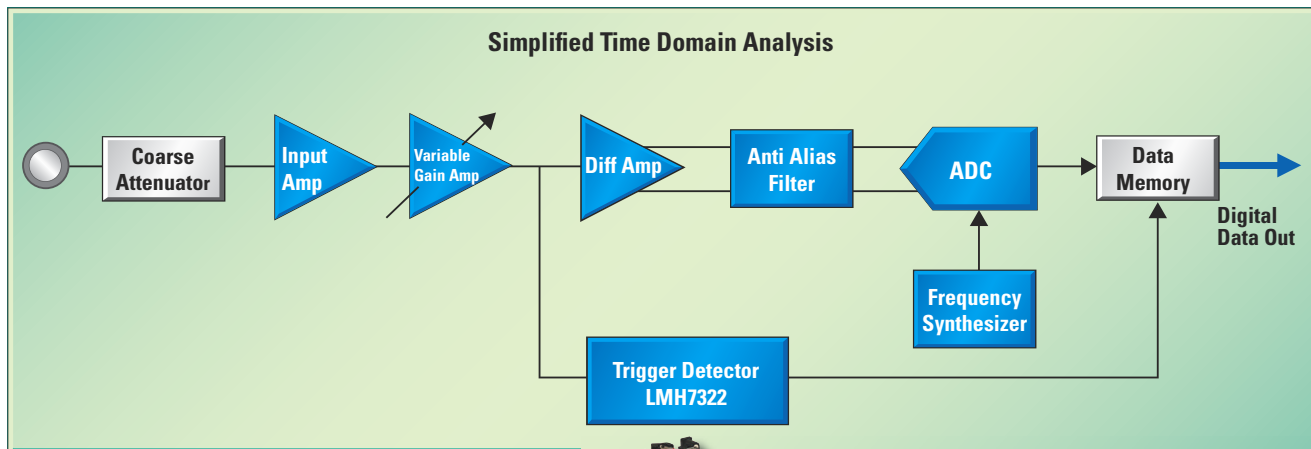 Simplified Time Domain Analysis
Coarse
Attenuator
Input
Amp
Variable
Gain Amp
Diff Amp
Anti Alias
Filter
ADC
Data
Memory
Digital
Data Out
Frequency
Synthesizer
Trigger Detector
LMH7322